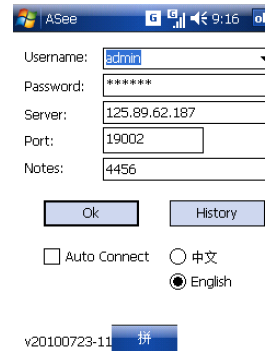 ASee G G 9:16 ok
Username: admin
Password: ******
Server: 125.89.62.187
Port: 19002
Notes: 4456
Ok History
Auto Connect 中文
English
v20100723-11 拼